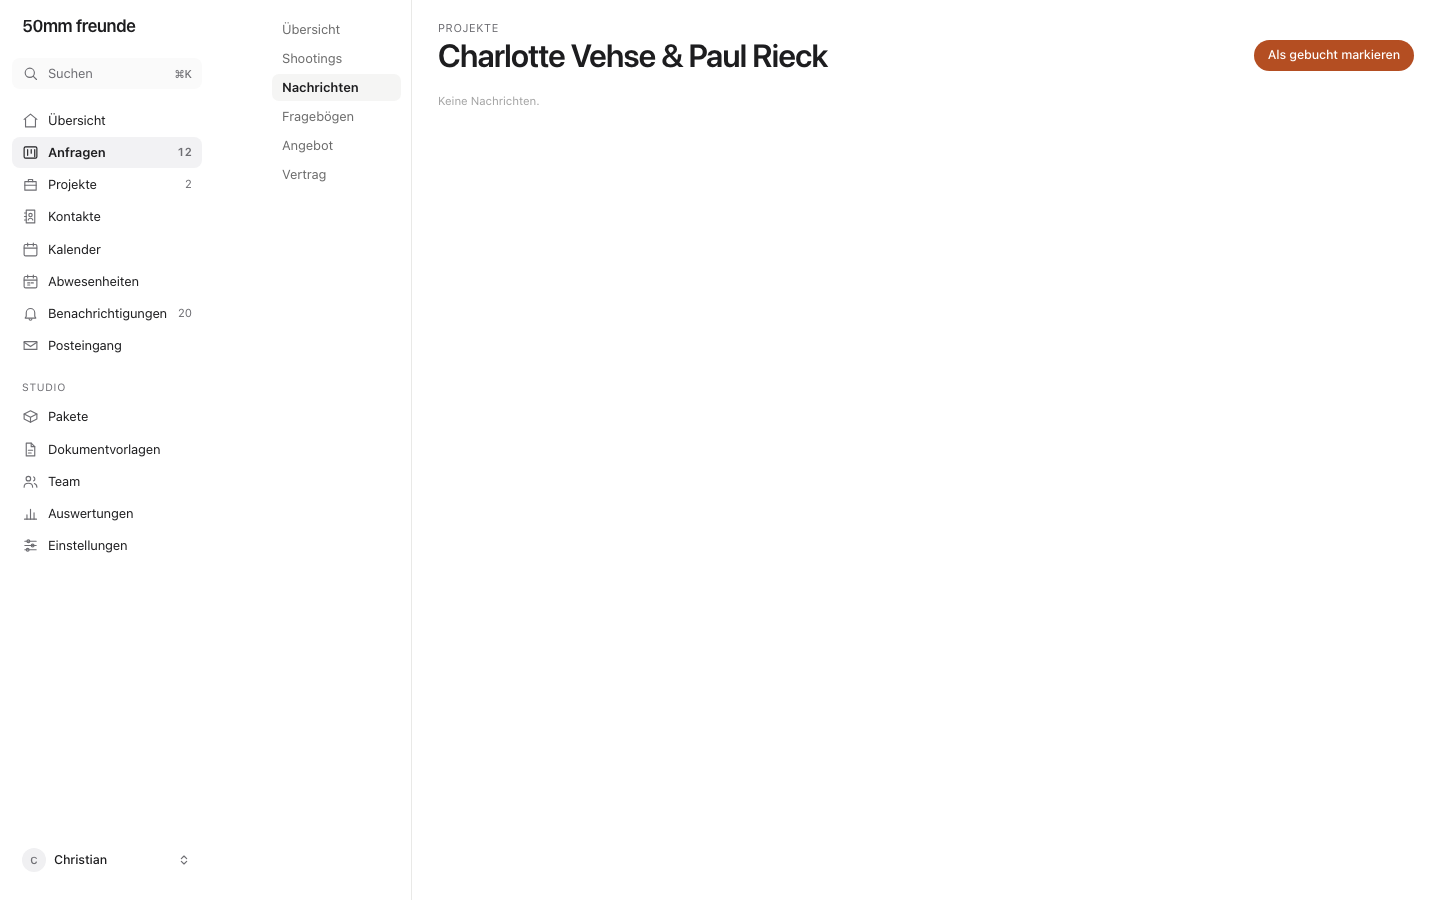 50mm freunde
Suchen ⌘K
Übersicht
Anfragen 12
Projekte 2
Kontakte
Kalender
Abwesenheiten
Benachrichtigungen 20
Posteingang
STUDIO
Pakete
Dokumentvorlagen
Team
Auswertungen
Einstellungen
C Christian
Übersicht
Shootings
Nachrichten
Fragebögen
Angebot
Vertrag
PROJEKTE
Charlotte Vehse & Paul Rieck
Als gebucht markieren
Keine Nachrichten.